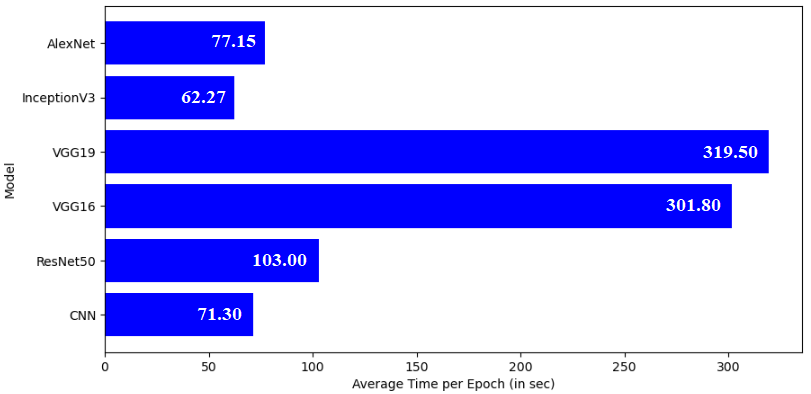 AlexNet 77.15
InceptionV3 62.27
VGG19 319.50
Model
VGG16 301.80
ResNet50 103.00
CNN 71.30
0 50 100 150 200 250 300
Average Time per Epoch (in sec)